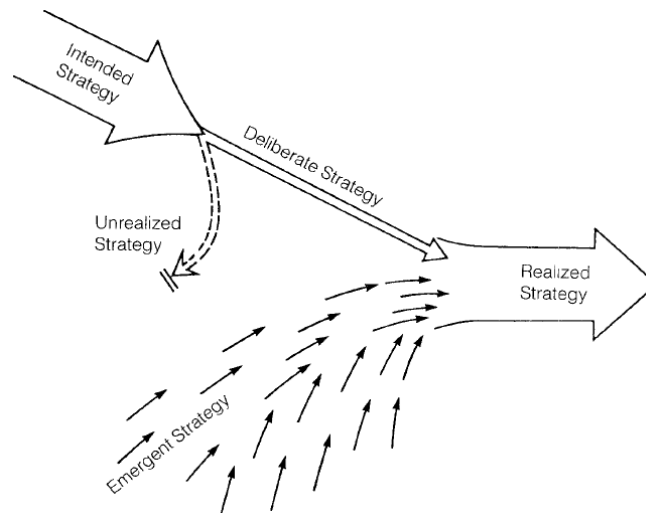 Intended
Strategy
Deliberate Strategy
Unrealized
Strategy
Realized
Strategy
Emergent Strategy